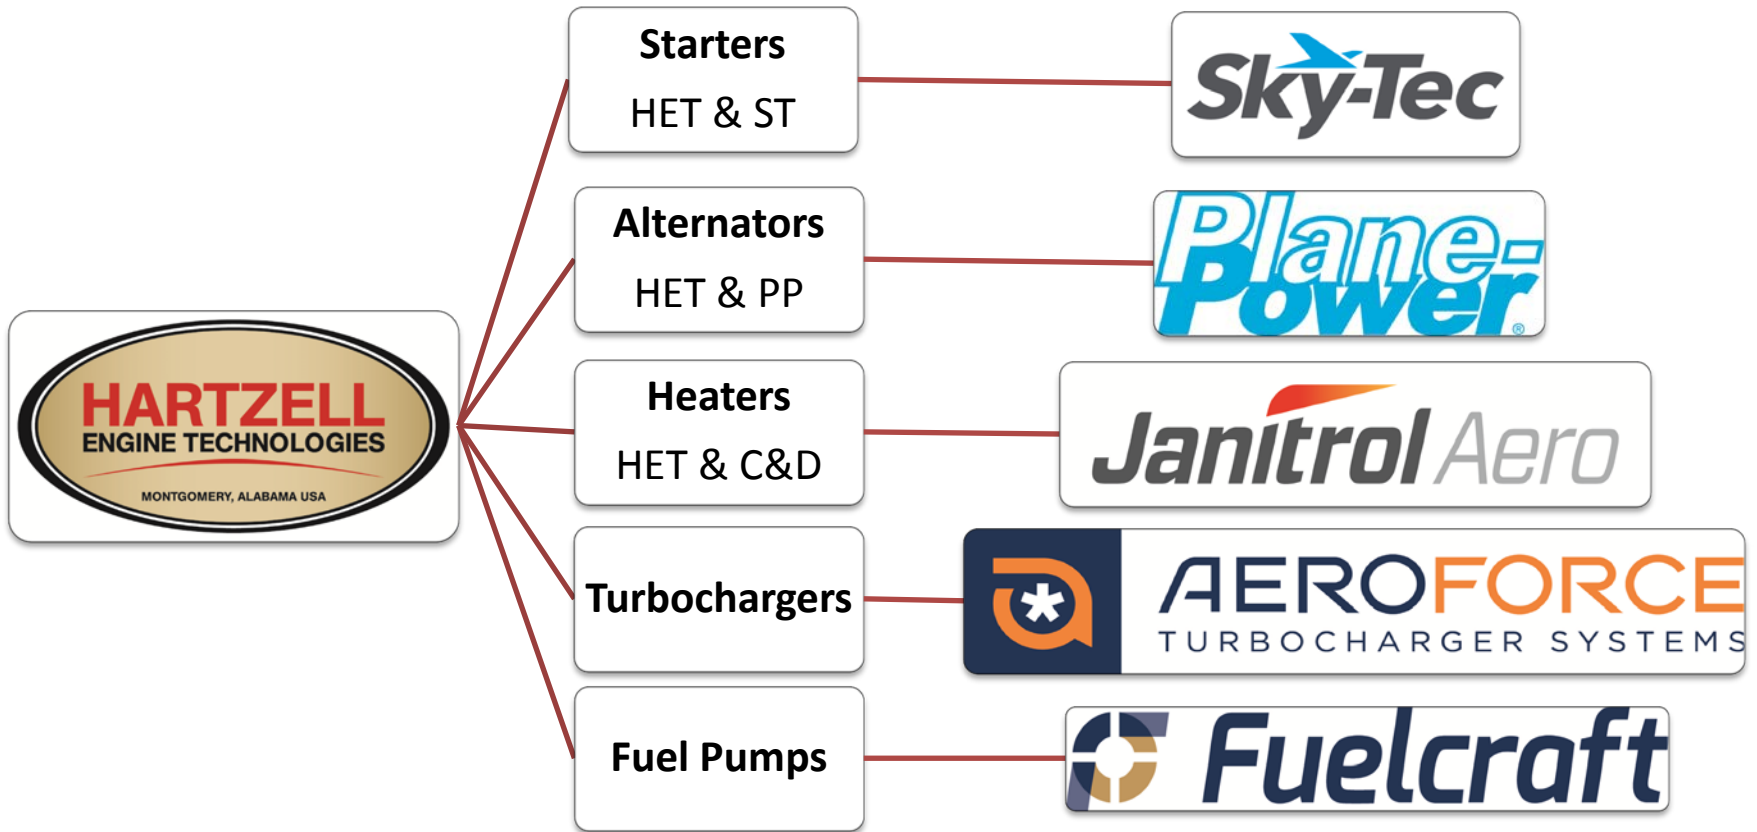 HARTZELL
ENGINE TECHNOLOGIES
MONTGOMERY, ALABAMA USA
Starters
HET & ST
Sky-Tec
Alternators
HET & PP
Plane-
Power®
Heaters
HET & C&D
Janitrol Aero
Turbochargers
AEROFORCE
TURBOCHARGER SYSTEMS
Fuel Pumps
Fuelcraft